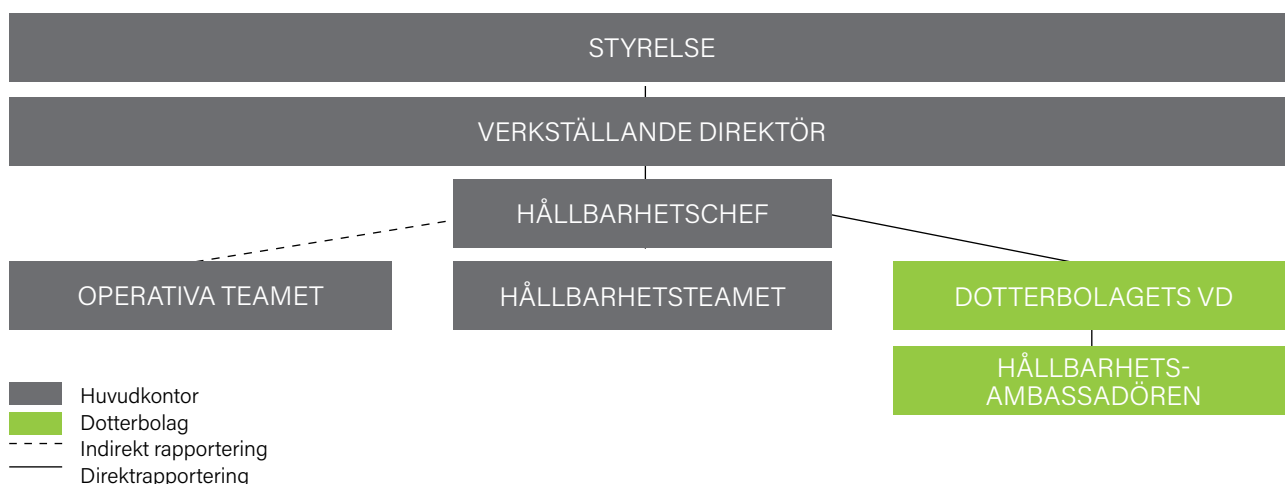 STYRELSE
VERKSTÄLLANDE DIREKTÖR
HÅLLBARHETSCHEF
OPERATIVA TEAMET
HÅLLBARHETSTEAMET
DOTTERBOLAGETS VD
HÅLLBARHETS-
AMBASSADÖREN
Huvudkontor
Dotterbolag
Indirekt rapportering
Direktrapportering